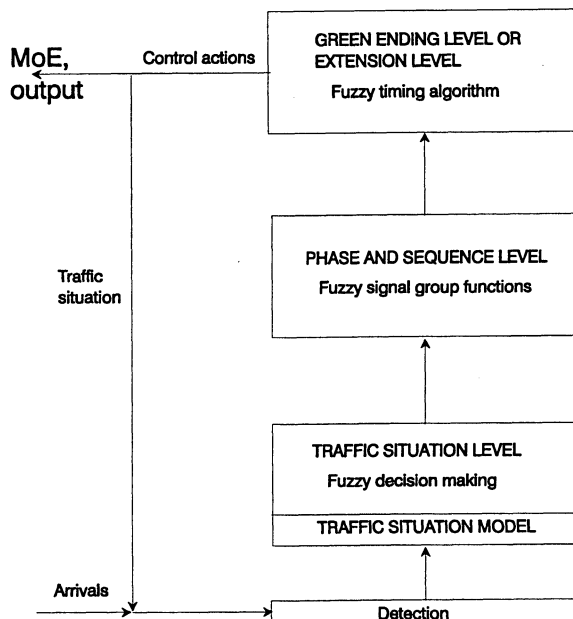 GREEN ENDING LEVEL OR
EXTENSION LEVEL
Fuzzy timing algorithm
MoE,
output
Control actions
PHASE AND SEQUENCE LEVEL
Fuzzy signal group functions
Traffic
situation
TRAFFIC SITUATION LEVEL
Fuzzy decision making
TRAFFIC SITUATION MODEL
Arrivals
Detection